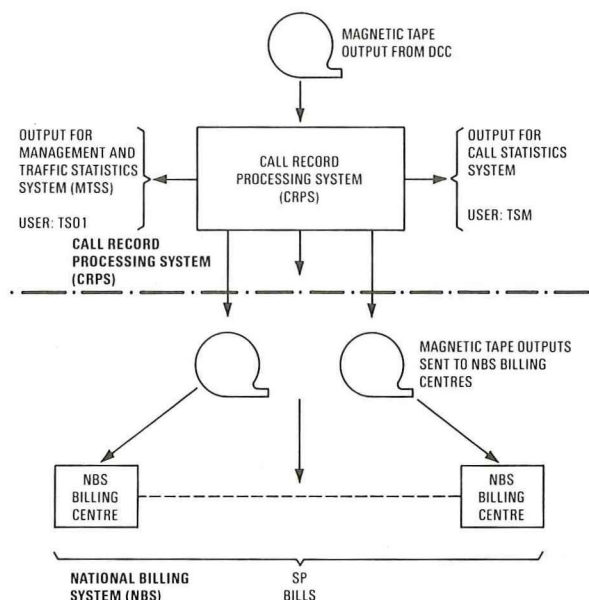 MAGNETIC TAPE
OUTPUT FROM DCC
OUTPUT FOR
MANAGEMENT AND
TRAFFIC STATISTICS
SYSTEM (MTSS)
USER: TS01
CALL RECORD
PROCESSING SYSTEM
(CRPS)
OUTPUT FOR
CALL STATISTICS
SYSTEM
USER: TSM
CALL RECORD
PROCESSING SYSTEM
(CRPS)
MAGNETIC TAPE OUTPUTS
SENT TO NBS BILLING
CENTRES
NBS
BILLING
CENTRE
NBS
BILLING
CENTRE
NATIONAL BILLING
SYSTEM (NBS)
SP
BILLS